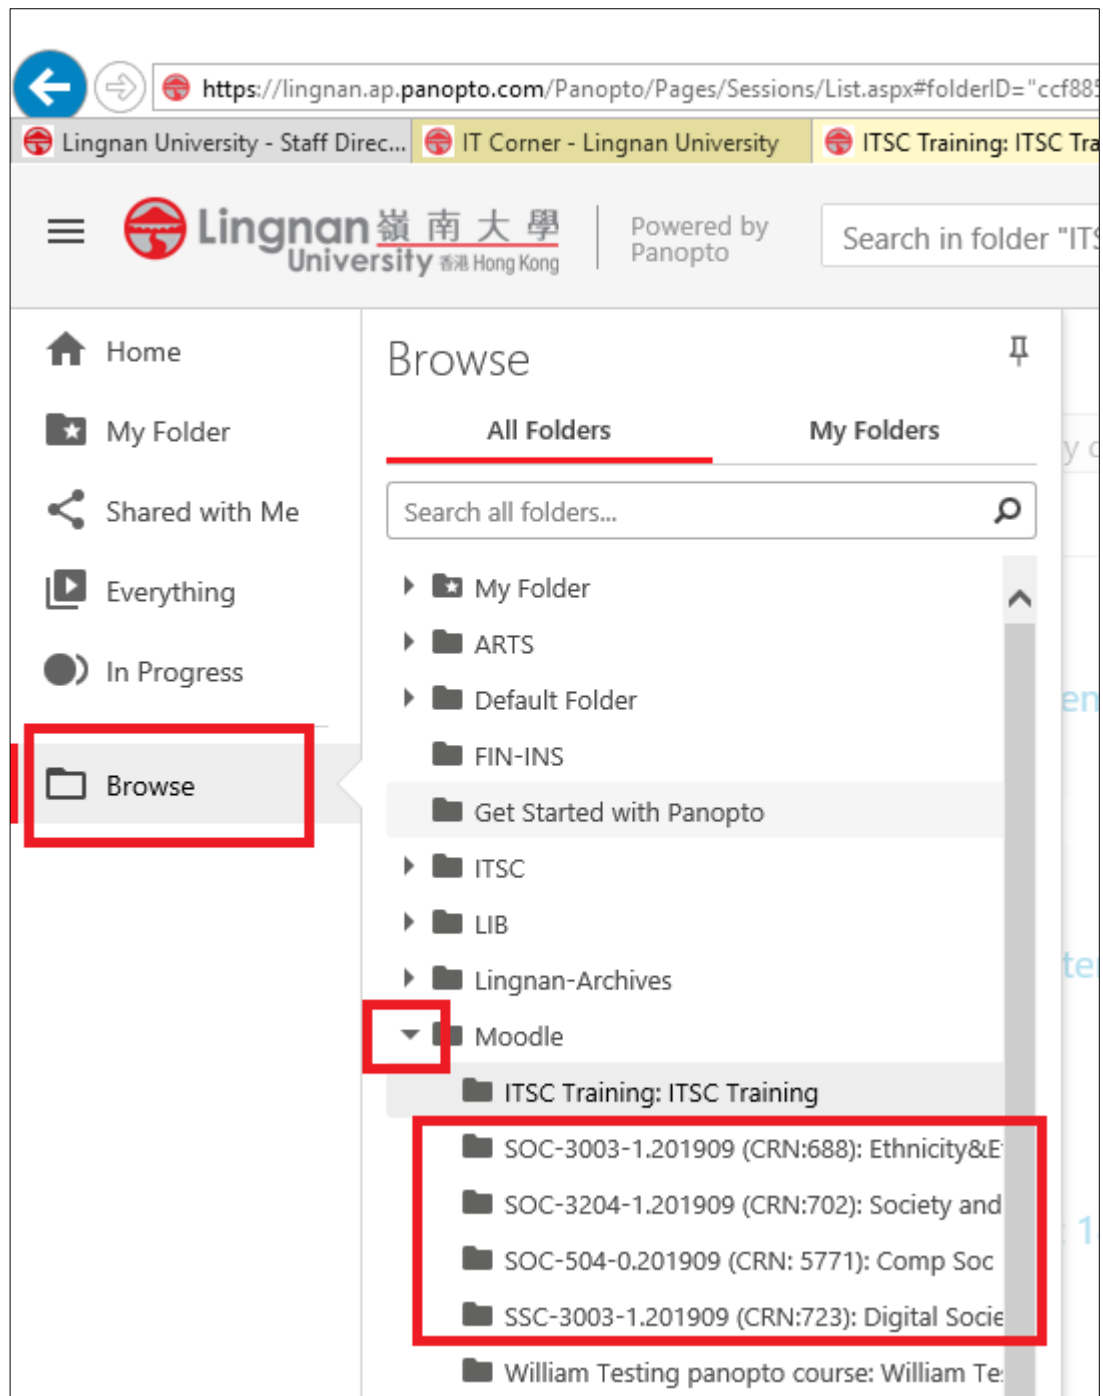 https://lingnan.ap.panopto.com/Panopto/Pages/Sessions/List.aspx#folderID="ccf885
Lingnan University - Staff Direc... IT Corner - Lingnan University ITSC Training: ITSC Tra
Lingnan 嶺南大學
University 香港 Hong Kong
Powered by
Panopto
Search in folder "ITS
Home
My Folder
Shared with Me
Everything
In Progress
Browse
Browse
All Folders My Folders
Search all folders...
My Folder
ARTS
Default Folder
FIN-INS
Get Started with Panopto
ITSC
LIB
Lingnan-Archives
Moodle
ITSC Training: ITSC Training
SOC-3003-1.201909 (CRN:688): Ethnicity&E
SOC-3204-1.201909 (CRN:702): Society and
SOC-504-0.201909 (CRN: 5771): Comp Soc
SSC-3003-1.201909 (CRN:723): Digital Socie
William Testing panopto course: William Te